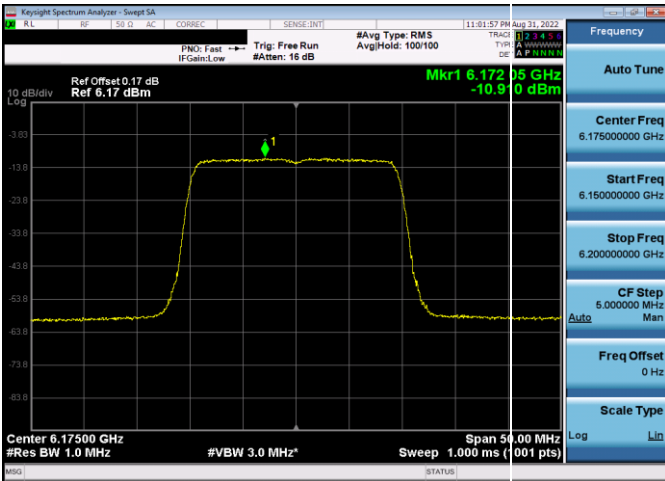 Keysight Spectrum Analyzer - Swept SA
RL RF 50 Ω AC CORREC SENSE:INT 11:01:57 PM Aug 31, 2022
PNO: Fast
IFGain:Low
Trig: Free Run
#Atten: 16 dB
#Avg Type: RMS
Avg|Hold: 100/100
TRACE 1 2 3 4 5 6
TYPE A WWWWW
DET A P N N N N
Mkr1 6.172 05 GHz
-10.910 dBm
Ref Offset 0.17 dB
10 dB/div Ref 6.17 dBm
Log
1
-3.83
-13.8
-23.8
-33.8
-43.8
-53.8
-63.8
-73.8
-83.8
Center 6.17500 GHz Span 50.00 MHz
#Res BW 1.0 MHz #VBW 3.0 MHz* Sweep 1.000 ms (1001 pts)
MSG STATUS
Frequency
Auto Tune
Center Freq
6.175000000 GHz
Start Freq
6.150000000 GHz
Stop Freq
6.200000000 GHz
CF Step
5.000000 MHz
Auto Man
Freq Offset
0 Hz
Scale Type
Log Lin